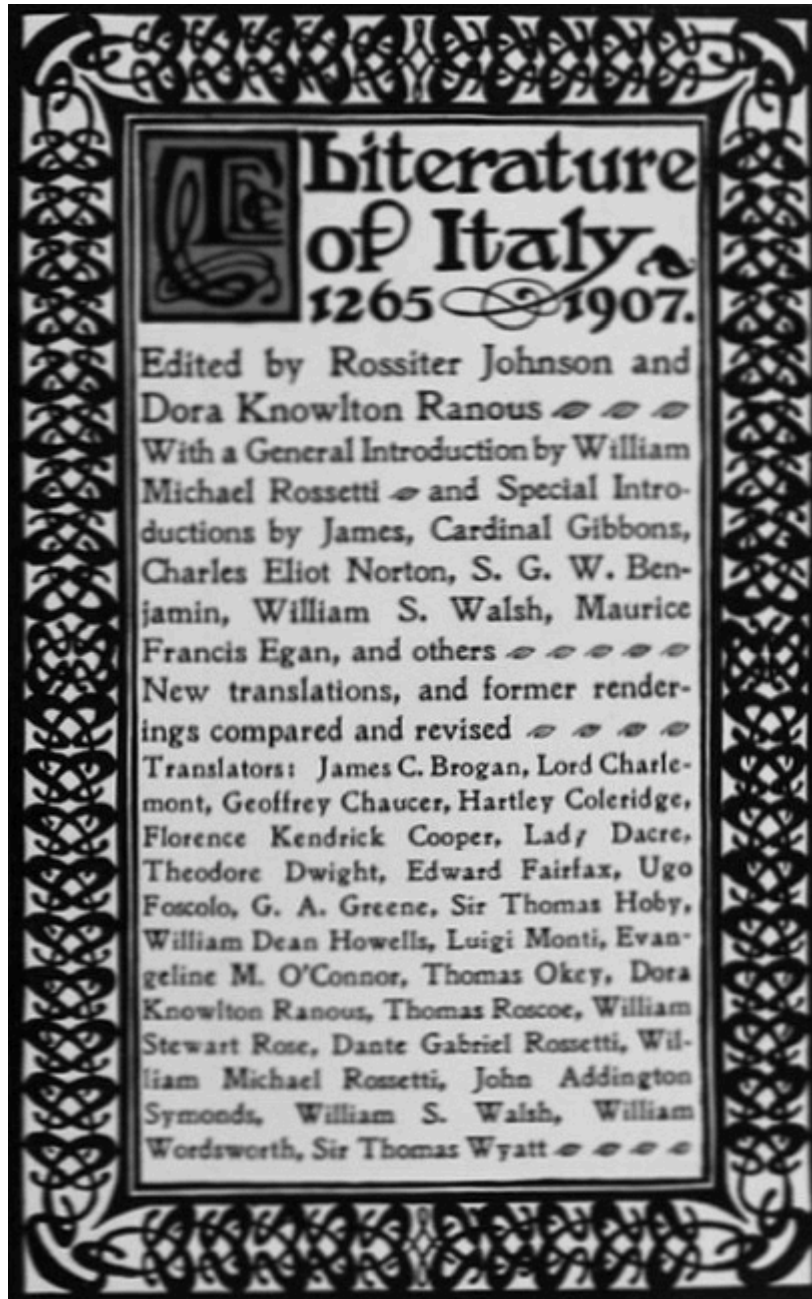 The Literature
of Italy
1265 1907.
Edited by Rossiter Johnson and
Dora Knowlton Ranous
With a General Introduction by William
Michael Rossetti and Special Intro-
ductions by James, Cardinal Gibbons,
Charles Eliot Norton, S. G. W. Ben-
jamin, William S. Walsh, Maurice
Francis Egan, and others
New translations, and former render-
ings compared and revised
Translators: James C. Brogan, Lord Charle-
mont, Geoffrey Chaucer, Hartley Coleridge,
Florence Kendrick Cooper, Lady Dacre,
Theodore Dwight, Edward Fairfax, Ugo
Foscolo, G. A. Greene, Sir Thomas Hoby,
William Dean Howells, Luigi Monti, Evan-
geline M. O'Connor, Thomas Okey, Dora
Knowlton Ranous, Thomas Roscoe, William
Stewart Rose, Dante Gabriel Rossetti, Wil-
liam Michael Rossetti, John Addington
Symonds, William S. Walsh, William
Wordsworth, Sir Thomas Wyatt